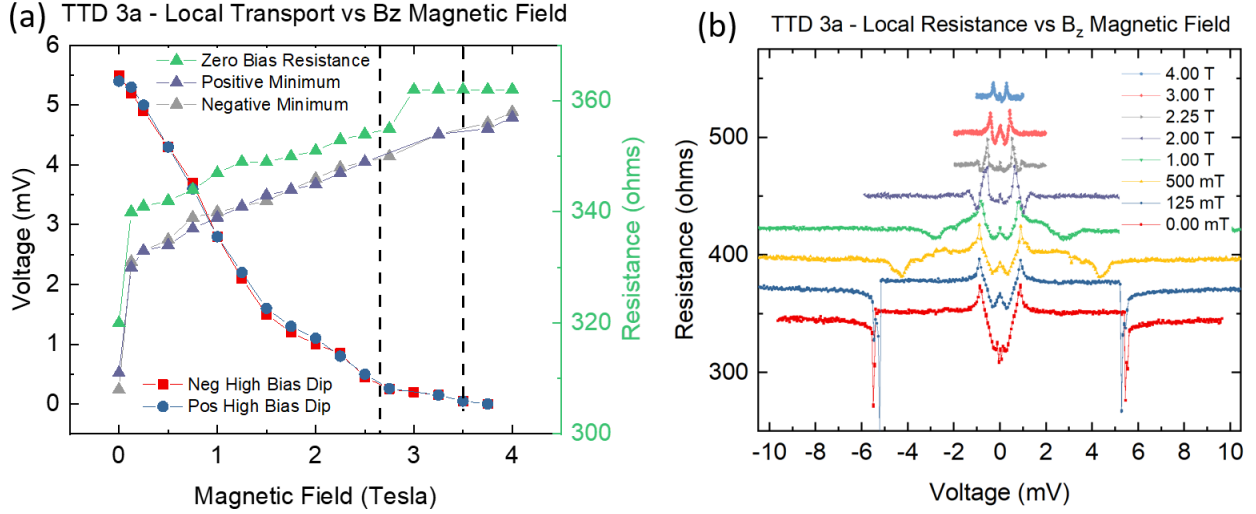 (a)
TTD 3a - Local Transport vs Bz Magnetic Field
Zero Bias Resistance
Positive Minimum
Negative Minimum
Neg High Bias Dip
Pos High Bias Dip
Voltage (mV)
6
5
4
3
2
1
0
Resistance (ohms)
360
340
320
300
0
1
2
3
4
Magnetic Field (Tesla)
(b)
TTD 3a - Local Resistance vs Bz Magnetic Field
4.00 T
3.00 T
2.25 T
2.00 T
1.00 T
500 mT
125 mT
0.00 mT
Resistance (ohms)
500
400
300
-10
-8
-6
-4
-2
0
2
4
6
8
10
Voltage (mV)